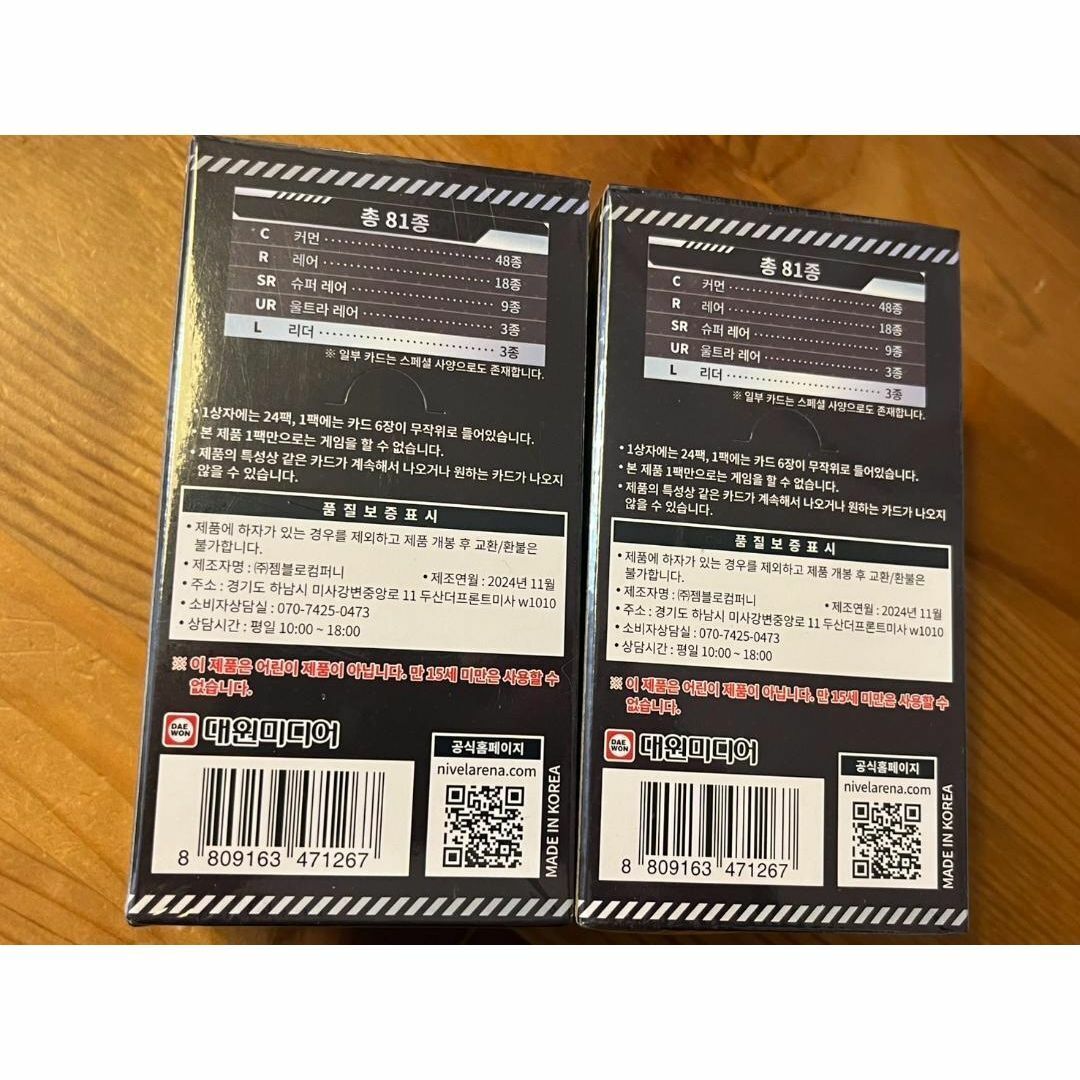 총 81종
C 커먼 48종
R 레어 18종
SR 슈퍼 레어 9종
UR 울트라 레어 3종
L 리더 3종
※ 일부 카드는 스페셜 사양으로도 존재합니다.
• 1상자에는 24팩, 1팩에는 카드 6장이 무작위로 들어있습니다.
• 본 제품 1팩만으로는 게임을 할 수 없습니다.
• 제품의 특성상 같은 카드가 계속해서 나오거나 원하는 카드가 나오지
않을 수 있습니다.
품질보증표시
• 제품에 하자가 있는 경우를 제외하고 제품 개봉 후 교환/환불은
불가합니다.
• 제조자명 : ㈜젬블로컴퍼니 • 제조연월 : 2024년 11월
• 주소 : 경기도 하남시 미사강변중앙로 11 두산더프론트미사 w1010
• 소비자상담실 : 070-7425-0473
• 상담시간 : 평일 10:00 ~ 18:00
※ 이 제품은 어린이 제품이 아닙니다. 만 15세 미만은 사용할 수
없습니다.
DAE
WON
대원미디어
공식홈페이지
nivelarena.com
MADE IN KOREA
8 809163 471267
총 81종
C 커먼 48종
R 레어 18종
SR 슈퍼 레어 9종
UR 울트라 레어 3종
L 리더 3종
※ 일부 카드는 스페셜 사양으로도 존재합니다.
• 1상자에는 24팩, 1팩에는 카드 6장이 무작위로 들어있습니다.
• 본 제품 1팩만으로는 게임을 할 수 없습니다.
• 제품의 특성상 같은 카드가 계속해서 나오거나 원하는 카드가 나오지
않을 수 있습니다.
품질보증표시
• 제품에 하자가 있는 경우를 제외하고 제품 개봉 후 교환/환불은
불가합니다.
• 제조자명 : ㈜젬블로컴퍼니 • 제조연월 : 2024년 11월
• 주소 : 경기도 하남시 미사강변중앙로 11 두산더프론트미사 w1010
• 소비자상담실 : 070-7425-0473
• 상담시간 : 평일 10:00 ~ 18:00
※ 이 제품은 어린이 제품이 아닙니다. 만 15세 미만은 사용할 수
없습니다.
DAE
WON
대원미디어
공식홈페이지
nivelarena.com
MADE IN KOREA
8 809163 471267